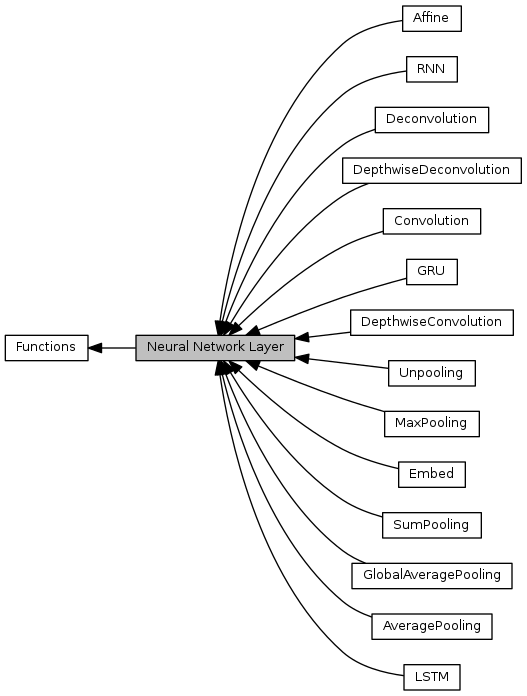 Affine
RNN
Deconvolution
DepthwiseDeconvolution
Convolution
GRU
DepthwiseConvolution
Functions
Neural Network Layer
Unpooling
MaxPooling
Embed
SumPooling
GlobalAveragePooling
AveragePooling
LSTM